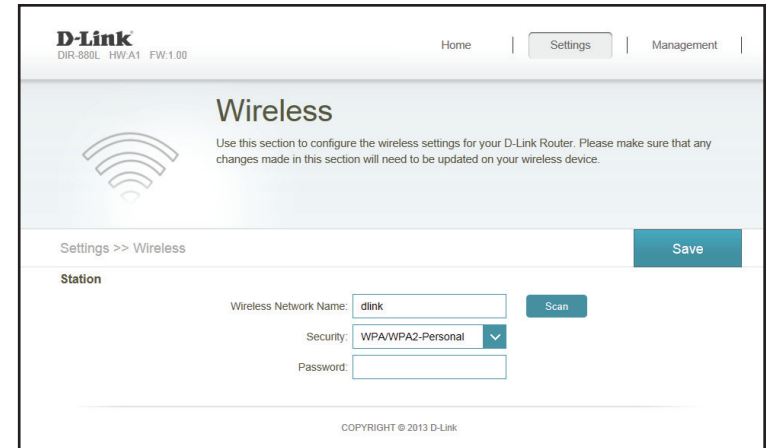 D-Link
DIR-880L HW:A1 FW:1.00
Home
Settings
Management
Wireless
Use this section to configure the wireless settings for your D-Link Router. Please make sure that any
changes made in this section will need to be updated on your wireless device.
Settings >> Wireless
Save
Station
Wireless Network Name: dlink
Scan
Security: WPA/WPA2-Personal
Password:
COPYRIGHT © 2013 D-Link